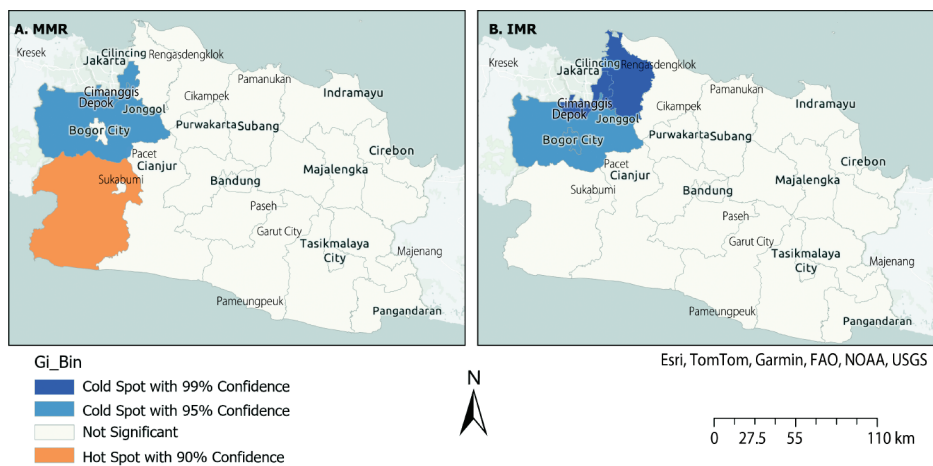 A. MMR
Kresek
Cilincing
Jakarta
Rengasdengklok
Pamanukan
Cikampek
Indramayu
Cimanggis
Depok
Jonggol
Bogor City
Purwakarta
Subang
Pacet
Cianjur
Cirebon
Majalengka
Sukabumi
Bandung
Paseh
Garut City
Tasikmalaya
City
Majenang
Pameungpeuk
Pangandaran
B. IMR
Kresek
Cilincing
Jakarta
Rengasdengklok
Pamanukan
Cikampek
Indramayu
Cimanggis
Depok
Jonggol
Bogor City
Purwakarta
Subang
Pacet
Cianjur
Cirebon
Majalengka
Sukabumi
Bandung
Paseh
Garut City
Tasikmalaya
City
Majenang
Pameungpeuk
Pangandaran
Esri, TomTom, Garmin, FAO, NOAA, USGS
Gi_Bin
Cold Spot with 99% Confidence
Cold Spot with 95% Confidence
Not Significant
Hot Spot with 90% Confidence
N
0 27.5 55 110 km